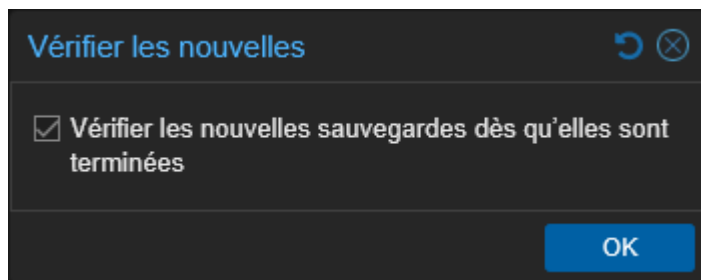 Vérifier les nouvelles
Vérifier les nouvelles sauvegardes dès qu'elles sont
terminées
OK